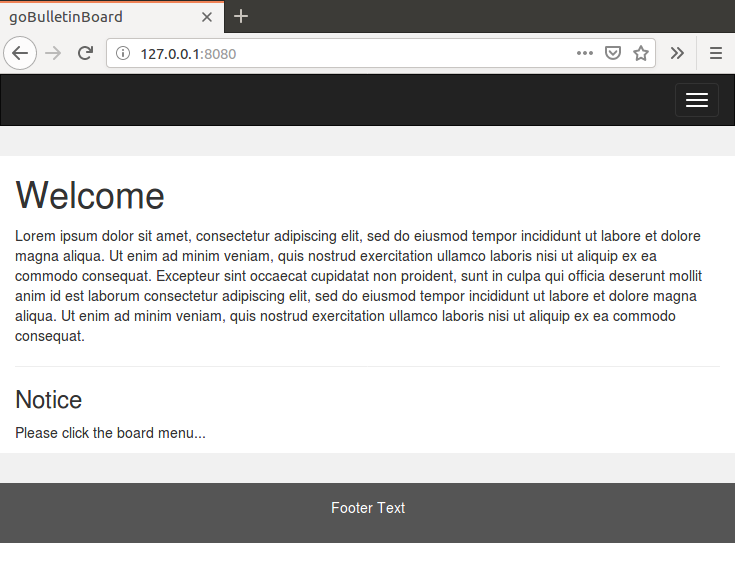 goBulletinBoard
127.0.0.1:8080
Welcome
Lorem ipsum dolor sit amet, consectetur adipiscing elit, sed do eiusmod tempor incididunt ut labore et dolore
magna aliqua. Ut enim ad minim veniam, quis nostrud exercitation ullamco laboris nisi ut aliquip ex ea
commodo consequat. Excepteur sint occaecat cupidatat non proident, sunt in culpa qui officia deserunt mollit
anim id est laborum consectetur adipiscing elit, sed do eiusmod tempor incididunt ut labore et dolore magna
aliqua. Ut enim ad minim veniam, quis nostrud exercitation ullamco laboris nisi ut aliquip ex ea commodo
consequat.
Notice
Please click the board menu...
Footer Text